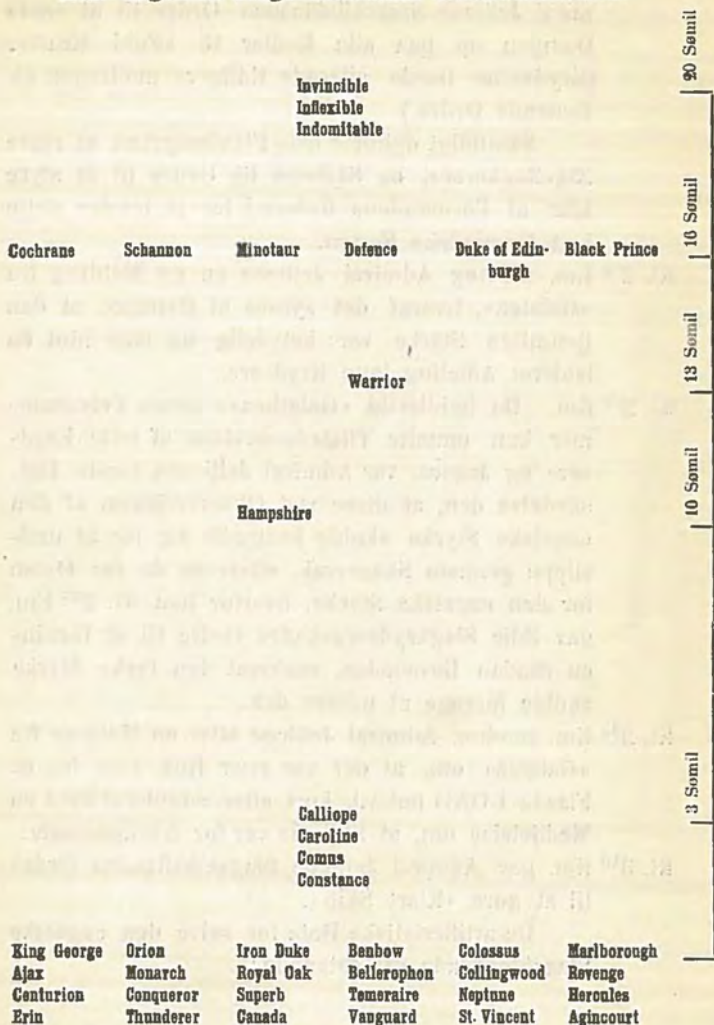 Invincible
Inflexible
Indomitable
Cochrane Schannon Minotaur Defence Duke of Edin- Black Prince
burgh
Warrior
Hampshire
Calliope
Caroline
Comus
Constance
King George Orion Iron Duke Benbow Colossus Marlborough
Ajax Monarch Royal Oak Bellerophon Collingwood Revenge
Centurion Conqueror Superb Temeraire Neptune Hercules
Erin Thunderer Canada Vanguard St. Vincent Agincourt
20 Sømil
16 Sømil
13 Sømil
10 Sømil
3 Sømil